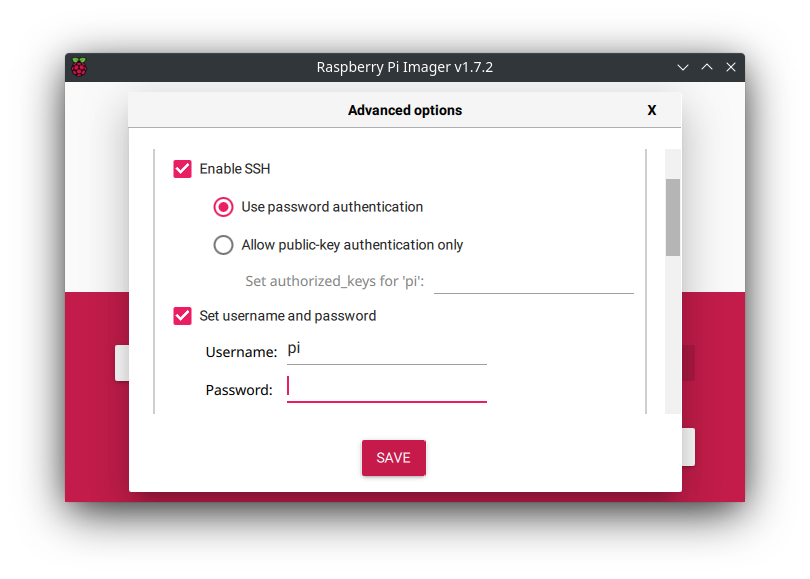 Raspberry Pi Imager v1.7.2
Advanced options X
Enable SSH
Use password authentication
Allow public-key authentication only
Set authorized_keys for 'pi':
Set username and password
Username: pi
Password:
SAVE